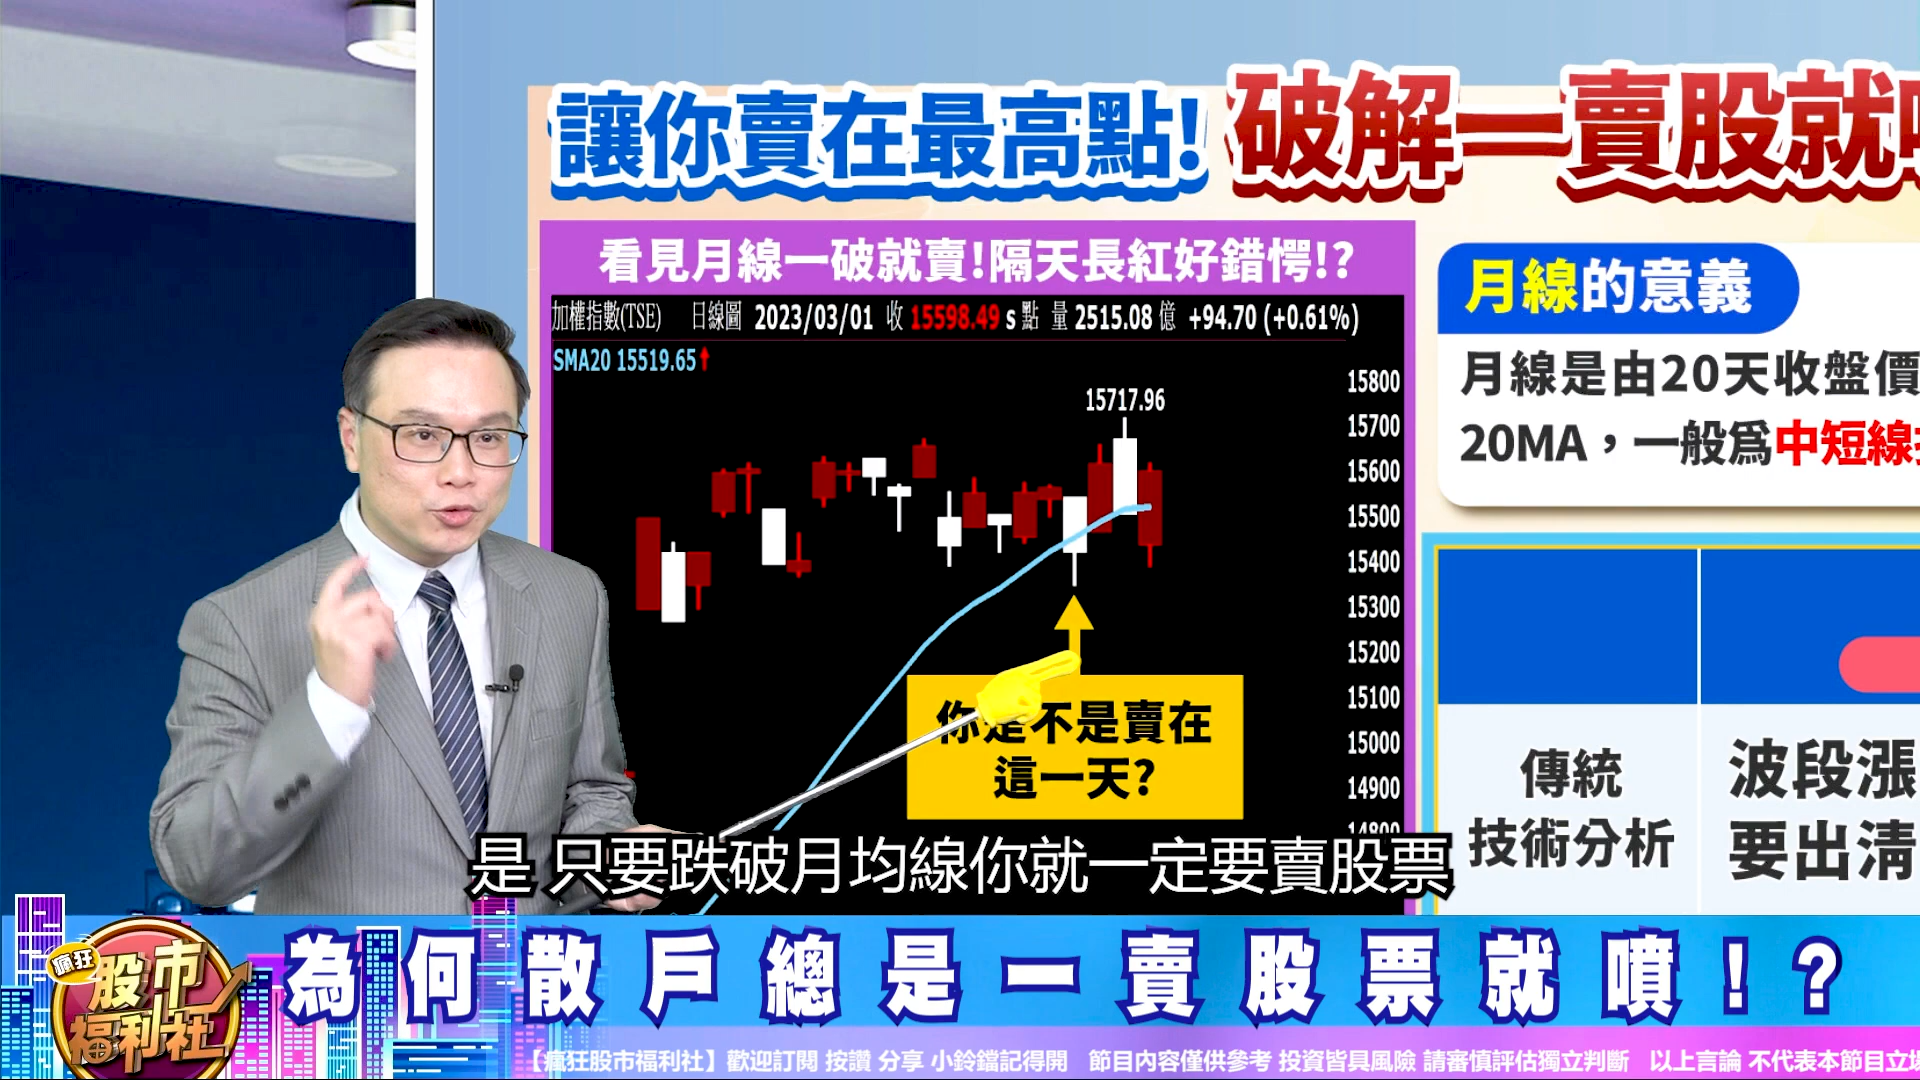 讓你賣在最高點!破解一賣股就
看見月線一破就賣!隔天長紅好錯愕!?
加權指數(TSE) 日線圖 2023/03/01 收 15598.49 s 點 量 2515.08 億 +94.70 (+0.61%)
SMA20 15519.65↑
15717.96
15800
15700
15600
15500
15400
15300
15200
15100
15000
14900
14800
你是不是賣在
這一天?
月線的意義
月線是由20天收盤價
20MA，一般爲中短線
傳統
技術分析
波段漲
要出清
是 只要跌破月均線你就一定要賣股票
為何散戶總是一賣股票就噴!?
瘋狂
股市
福利社
【瘋狂股市福利社】歡迎訂閱 按讚 分享 小鈴鐺記得開 節目內容僅供參考 投資皆具風險 請審慎評估獨立判斷 以上言論 不代表本節目立場